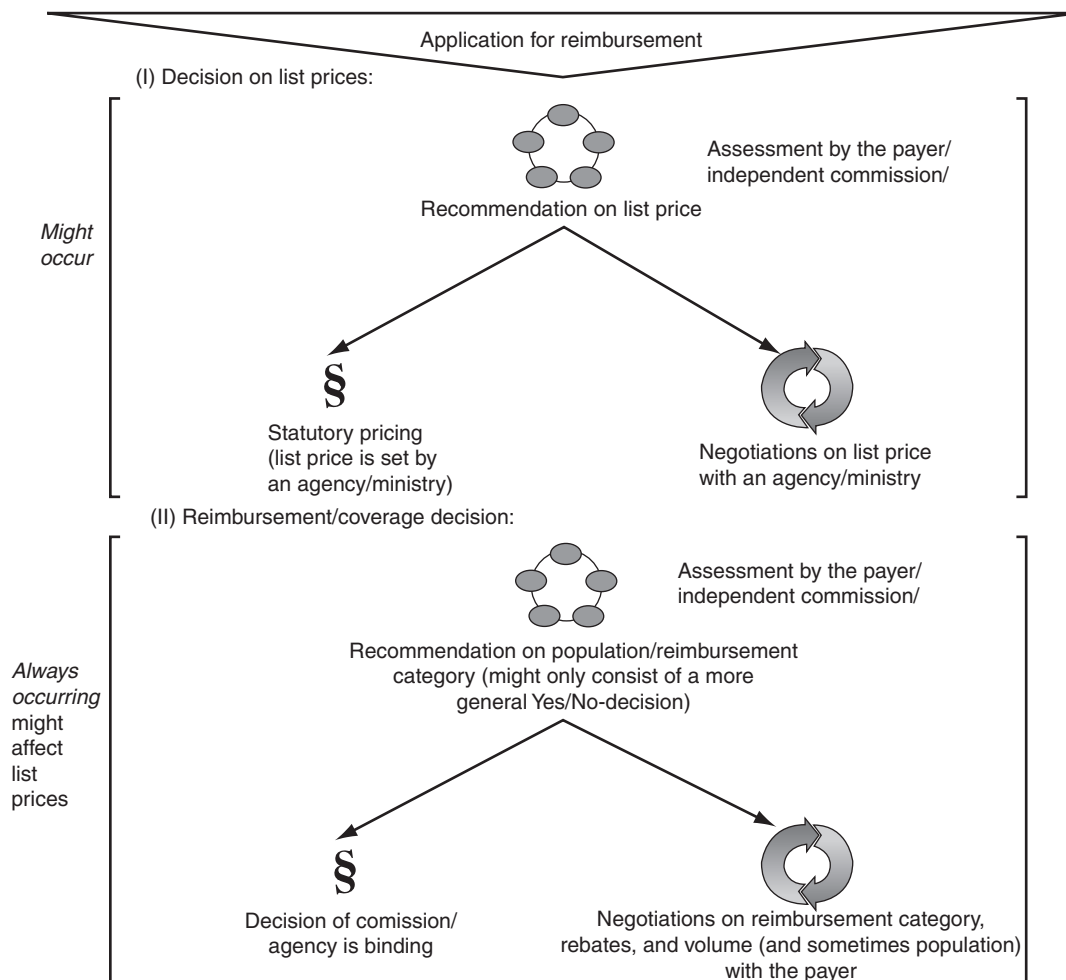 Application for reimbursement
(I) Decision on list prices:
Assessment by the payer/
independent commission/
Recommendation on list price
Might
occur
§
Statutory pricing
(list price is set by
an agency/ministry)
Negotiations on list price
with an agency/ministry
(II) Reimbursement/coverage decision:
Assessment by the payer/
independent commission/
Recommendation on population/reimbursement
category (might only consist of a more
general Yes/No-decision)
Always
occurring
might
affect
list
prices
§
Decision of comission/
agency is binding
Negotiations on reimbursement category,
rebates, and volume (and sometimes population)
with the payer